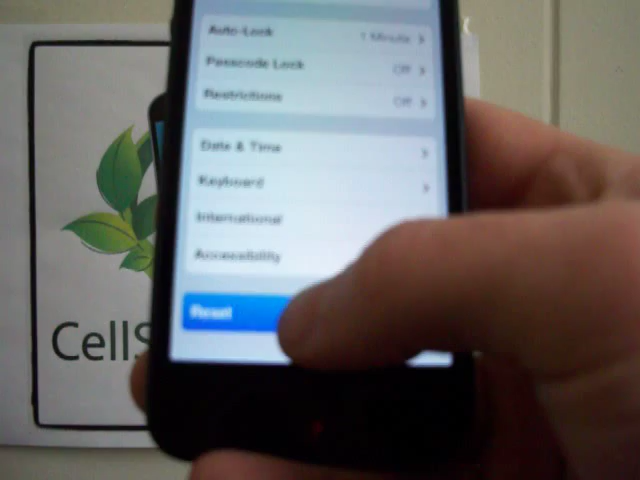 Auto-Lock 1 Minute
Passcode Lock Off
Restrictions Off
Date & Time
Keyboard
International
Accessibility
Reset
CellS